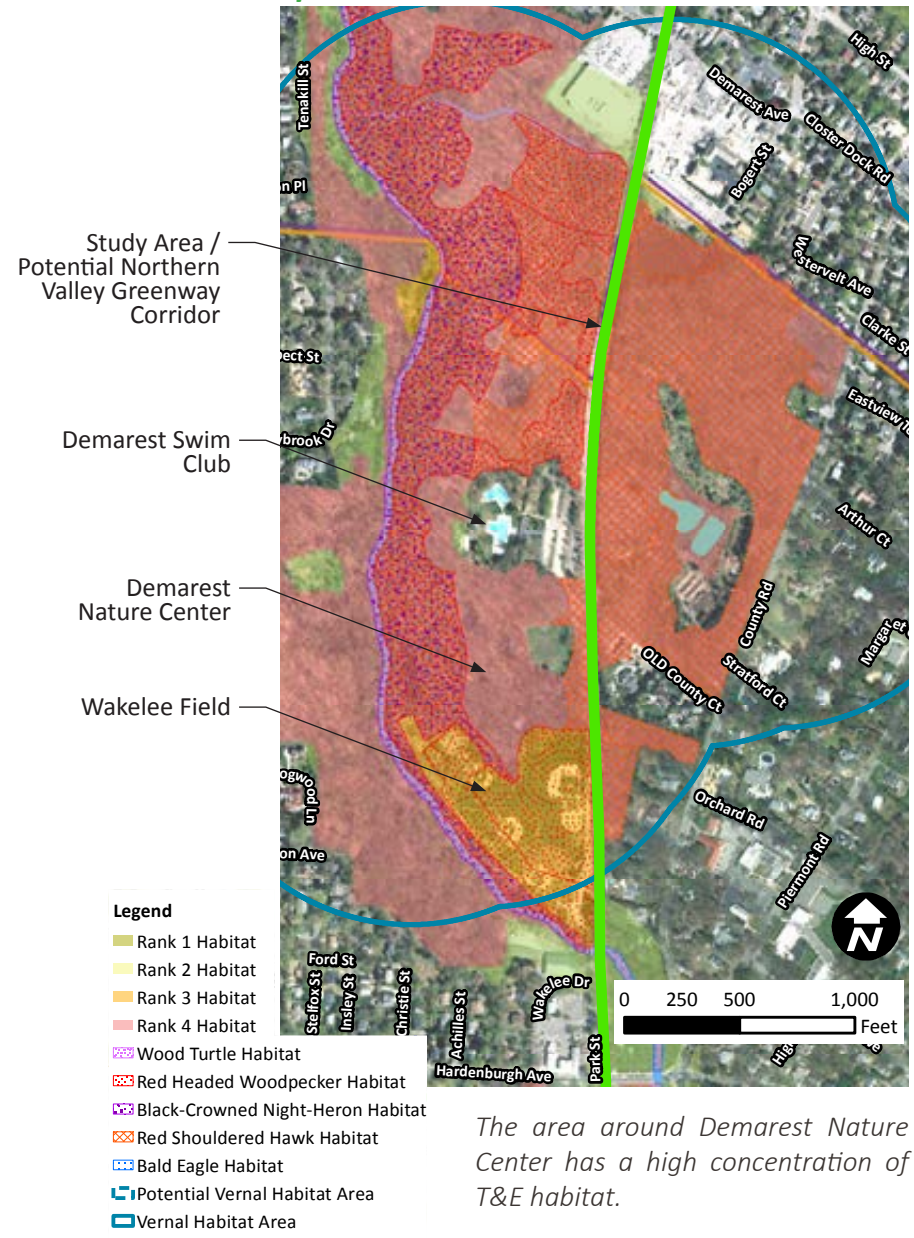 High St
Tenakill St
Demarest Ave
Closter Dock Rd
Bogert St
Westervelt Ave
Clarke St
Study Area /
Potential Northern
Valley Greenway
Corridor
Eastview
Demarest Swim
Club
Arthur Ct
Demarest
Nature Center
County Rd
OLD County Ct
Stratford Ct
Wakelee Field
Orchard Rd
Piermont Rd
N
Legend
Rank 1 Habitat
Rank 2 Habitat
Rank 3 Habitat
Rank 4 Habitat
Wood Turtle Habitat
Red Headed Woodpecker Habitat
Black-Crowned Night-Heron Habitat
Red Shouldered Hawk Habitat
Bald Eagle Habitat
Potential Vernal Habitat Area
Vernal Habitat Area
Ford St
Stelfox St
Insley St
Christie St
Achilles St
Wakelee Dr
Park St
Hardenburgh Ave
0 250 500 1,000
Feet
The area around Demarest Nature
Center has a high concentration of
T&E habitat.